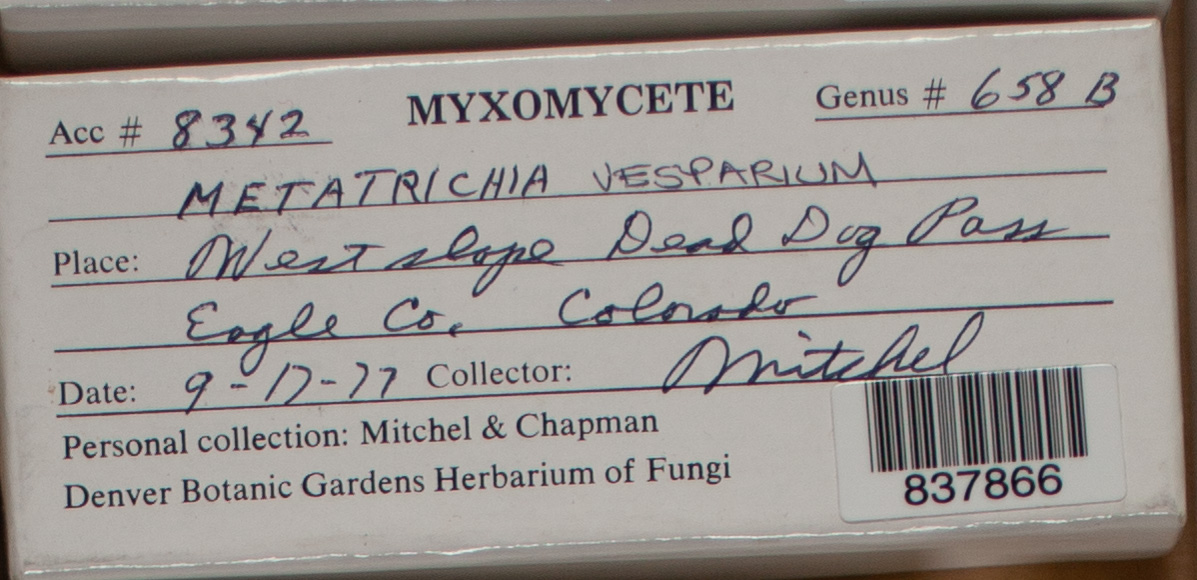 MYXOMYCETE
Acc # 8342 Genus # 658 B
METATRICHIA VESPARIUM
Place: West slope Dead Dog Pass
Eagle Co. Colorado
Date: 9-17-77 Collector: Mitchel
Personal collection: Mitchel & Chapman
Denver Botanic Gardens Herbarium of Fungi
837866